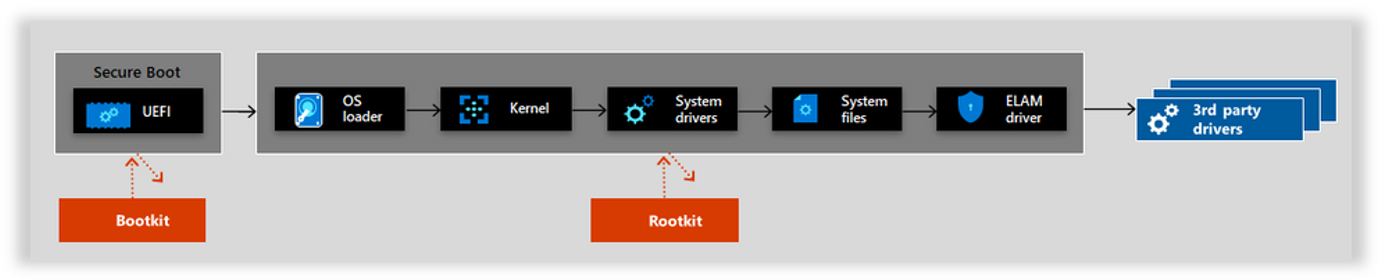 Secure Boot
UEFI
OS
loader
Kernel
System
drivers
System
files
ELAM
driver
3rd party
drivers
Bootkit
Rootkit